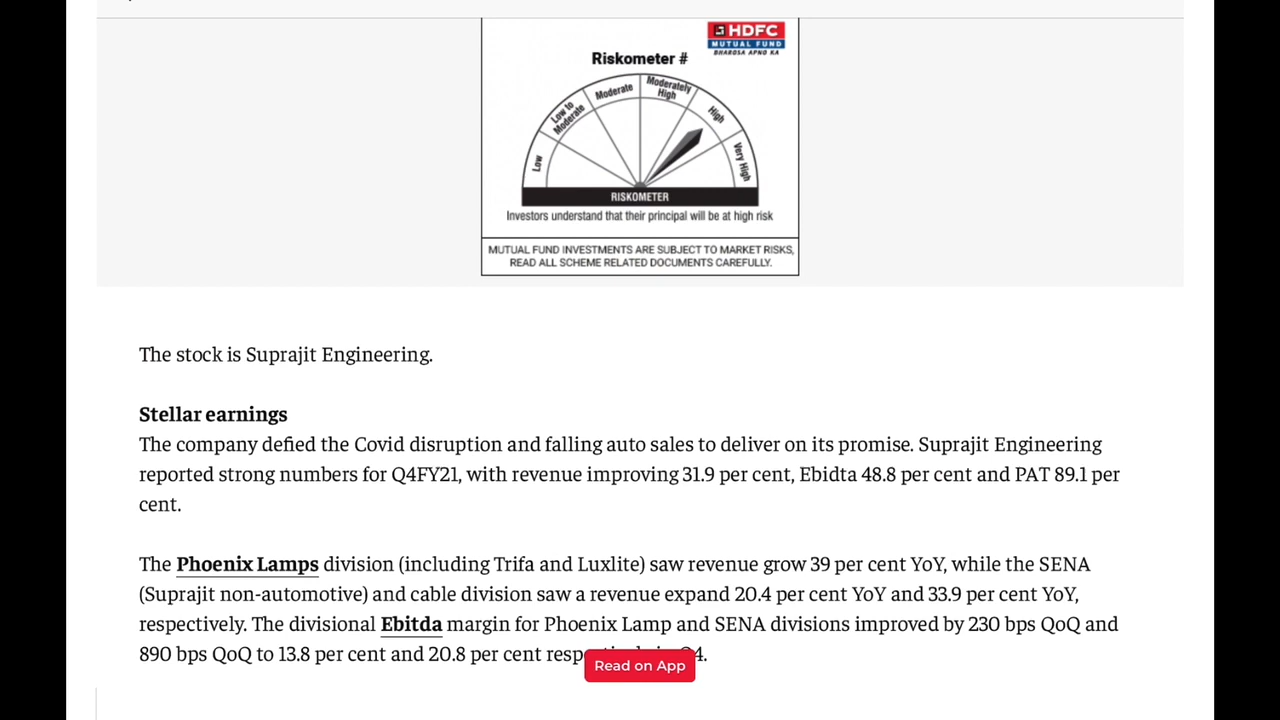 HDFC
MUTUAL FUND
BHAROSA APNO KA
Riskometer #
Low
Low to
Moderate
Moderate
Moderately
High
High
Very High
RISKOMETER
Investors understand that their principal will be at high risk
MUTUAL FUND INVESTMENTS ARE SUBJECT TO MARKET RISKS,
READ ALL SCHEME RELATED DOCUMENTS CAREFULLY.
The stock is Suprajit Engineering.
Stellar earnings
The company defied the Covid disruption and falling auto sales to deliver on its promise. Suprajit Engineering
reported strong numbers for Q4FY21, with revenue improving 31.9 per cent, Ebidta 48.8 per cent and PAT 89.1 per
cent.
The Phoenix Lamps division (including Trifa and Luxlite) saw revenue grow 39 per cent YoY, while the SENA
(Suprajit non-automotive) and cable division saw a revenue expand 20.4 per cent YoY and 33.9 per cent YoY,
respectively. The divisional Ebitda margin for Phoenix Lamp and SENA divisions improved by 230 bps QoQ and
890 bps QoQ to 13.8 per cent and 20.8 per cent
Read on App